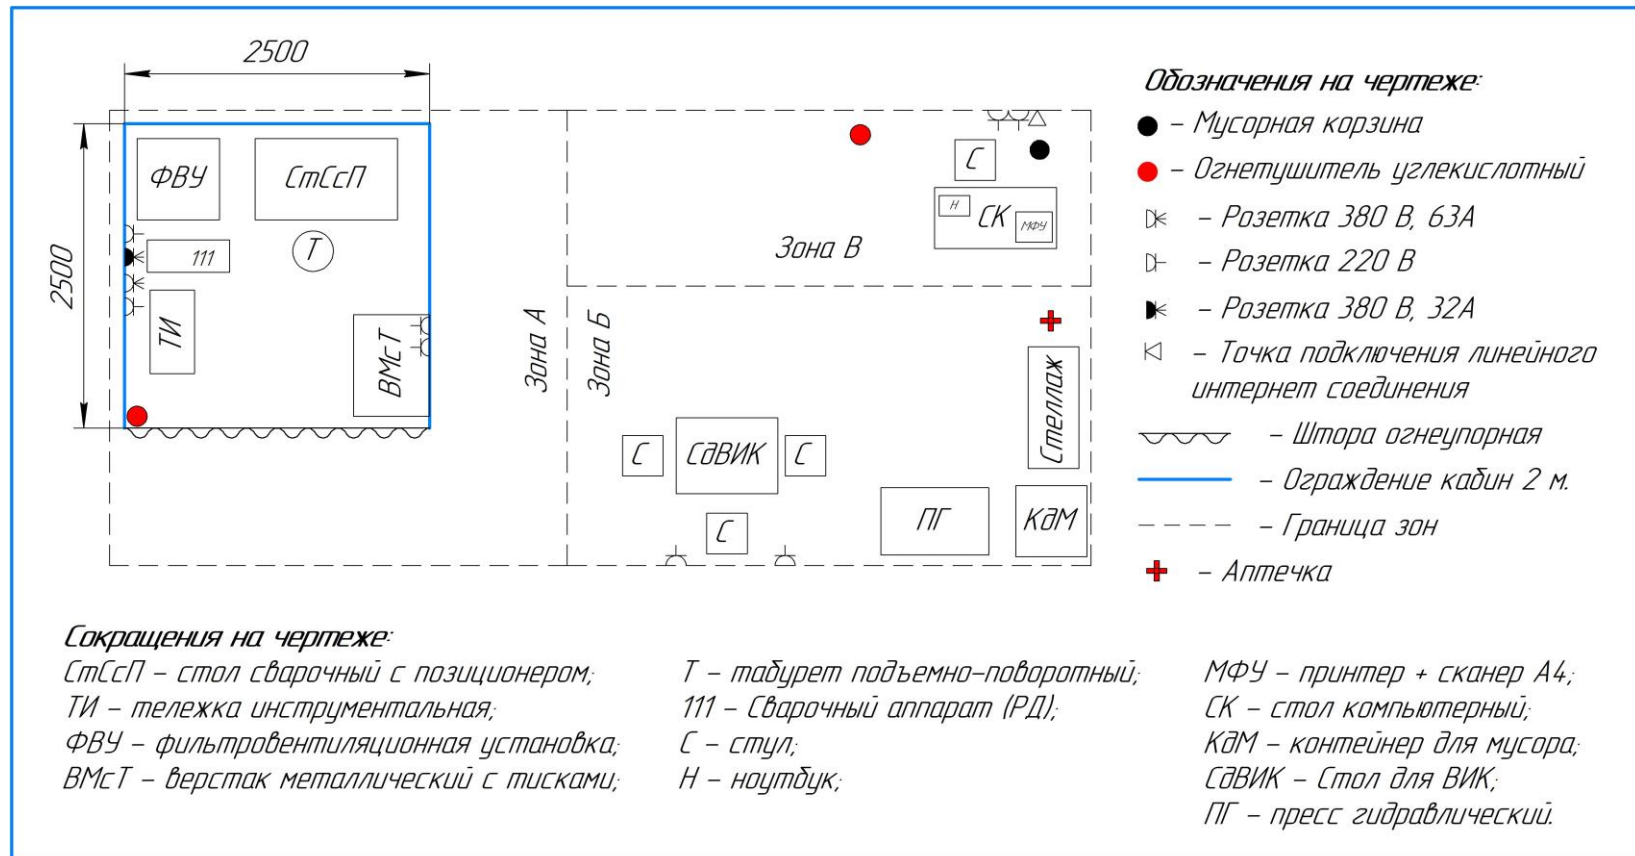 2500
2500
ФВУ
СтСсП
111
Т
ТИ
ВМсТ
Зона А
Зона Б
Зона В
С
Н
СК
МФУ
Стеллаж
С
СдВИК
С
С
ПГ
КдМ
Обозначения на чертеже:
– Мусорная корзина
– Огнетушитель углекислотный
– Розетка 380 В, 63А
– Розетка 220 В
– Розетка 380 В, 32А
– Точка подключения линейного
интернет соединения
– Штора огнеупорная
– Ограждение кабин 2 м.
– Граница зон
– Аптечка
Сокращения на чертеже:
СтСсП – стол сварочный с позиционером;
ТИ – тележка инструментальная;
ФВУ – фильтровентиляционная установка;
ВМсТ – верстак металлический с тисками;
Т – табурет подъемно-поворотный;
111 – Сварочный аппарат (РД);
С – стул;
Н – ноутбук;
МФУ – принтер + сканер А4;
СК – стол компьютерный;
КдМ – контейнер для мусора;
СдВИК – Стол для ВИК;
ПГ – пресс гидравлический.